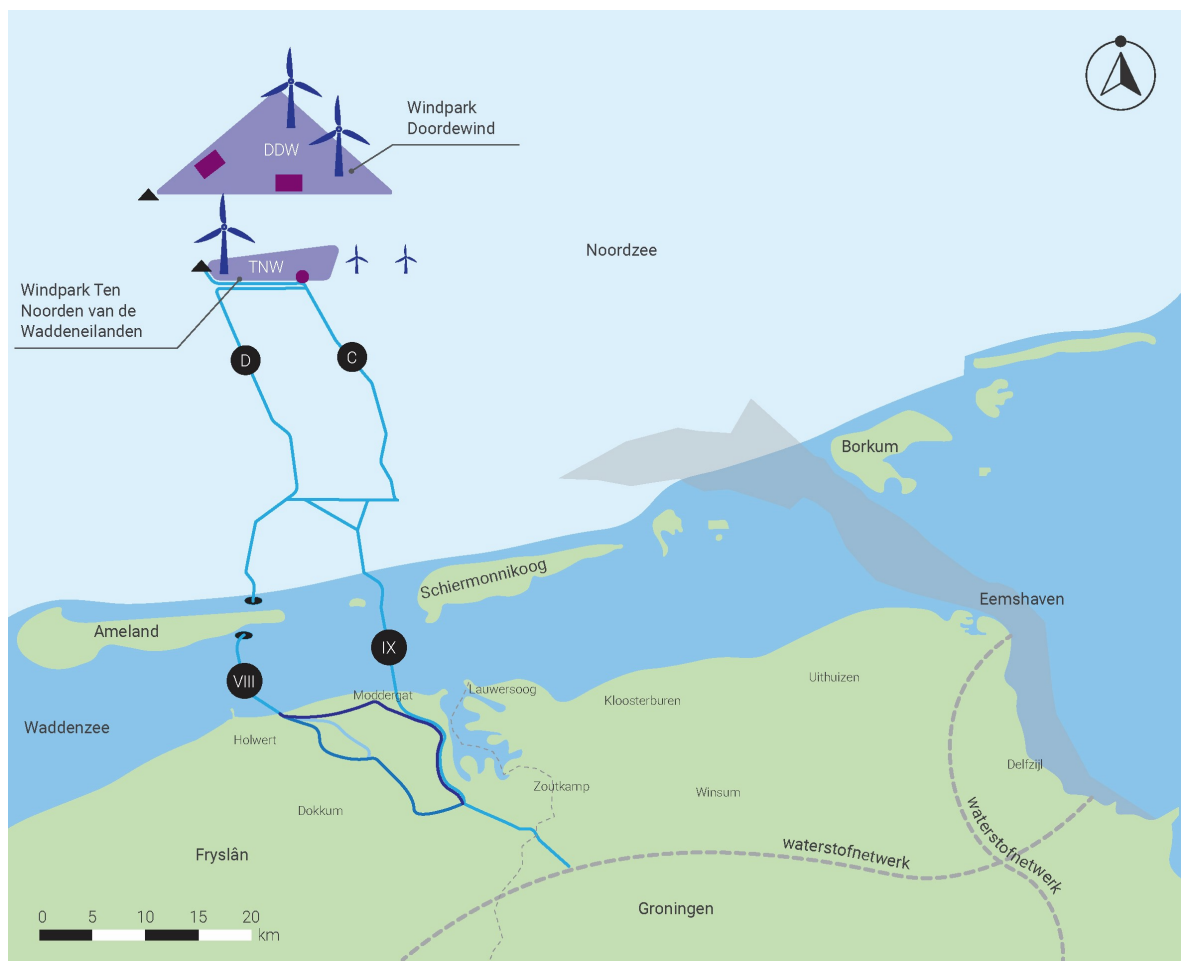 Windpark
Doordewind
DDW
Noordzee
TNW
Windpark Ten
Noorden van de
Waddeneilanden
D
C
Borkum
Schiermonnikoog
Eemshaven
Ameland
IX
VIII
Moddergat
Lauwersoog
Uithuizen
Kloosterburen
Waddenzee
Holwert
Delfzijl
Zoutkamp
Winsum
Dokkum
waterstofnetwerk
waterstofnetwerk
Fryslân
Groningen
0 5 10 15 20
km